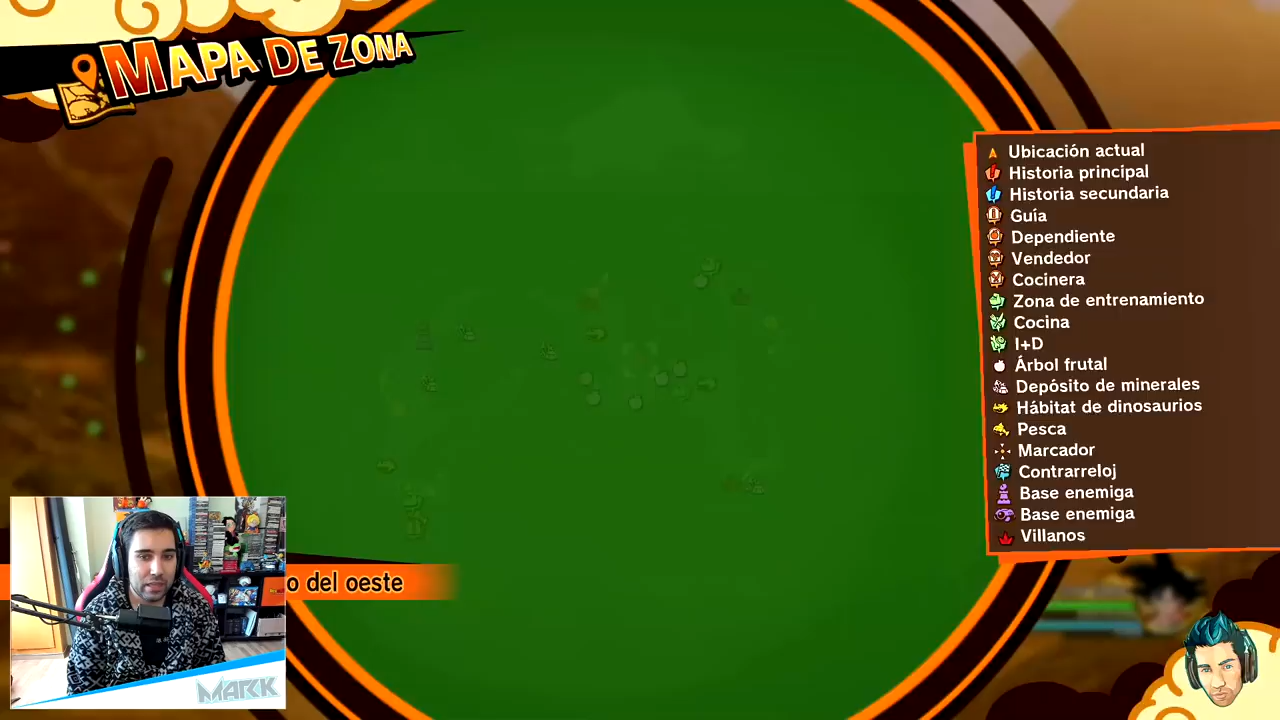 MAPA DE ZONA
Ubicación actual
Historia principal
Historia secundaria
Guía
Dependiente
Vendedor
Cocinera
Zona de entrenamiento
Cocina
I+D
Árbol frutal
Depósito de minerales
Hábitat de dinosaurios
Pesca
Marcador
Contrarreloj
Base enemiga
Base enemiga
Villanos
o del oeste
MARK